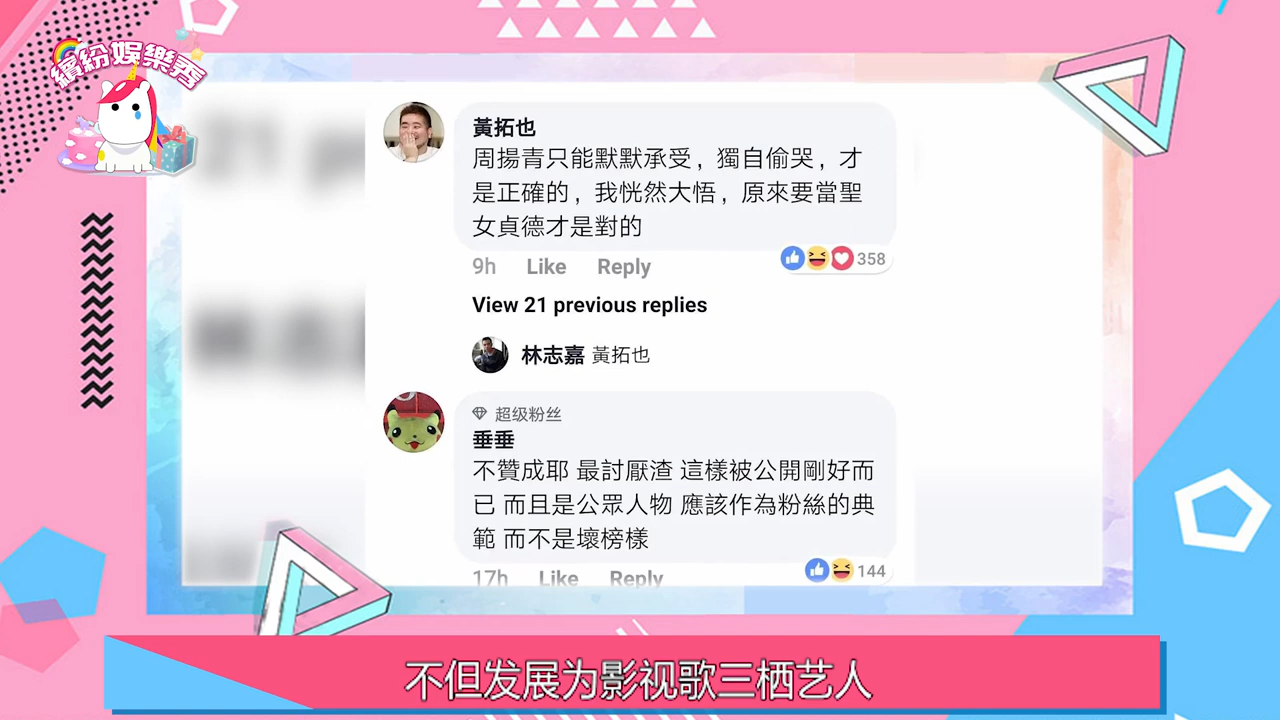 繽紛娛樂秀
黃拓也
周揚青只能默默承受，獨自偷哭，才
是正確的，我恍然大悟，原來要當聖
女貞德才是對的
9h Like Reply 358
View 21 previous replies
林志嘉 黃拓也
超级粉丝
垂垂
不贊成耶 最討厭渣 這樣被公開剛好而
已 而且是公眾人物 應該作為粉絲的典
範 而不是壞榜樣
17h Like Reply 144
不但发展为影视歌三栖艺人